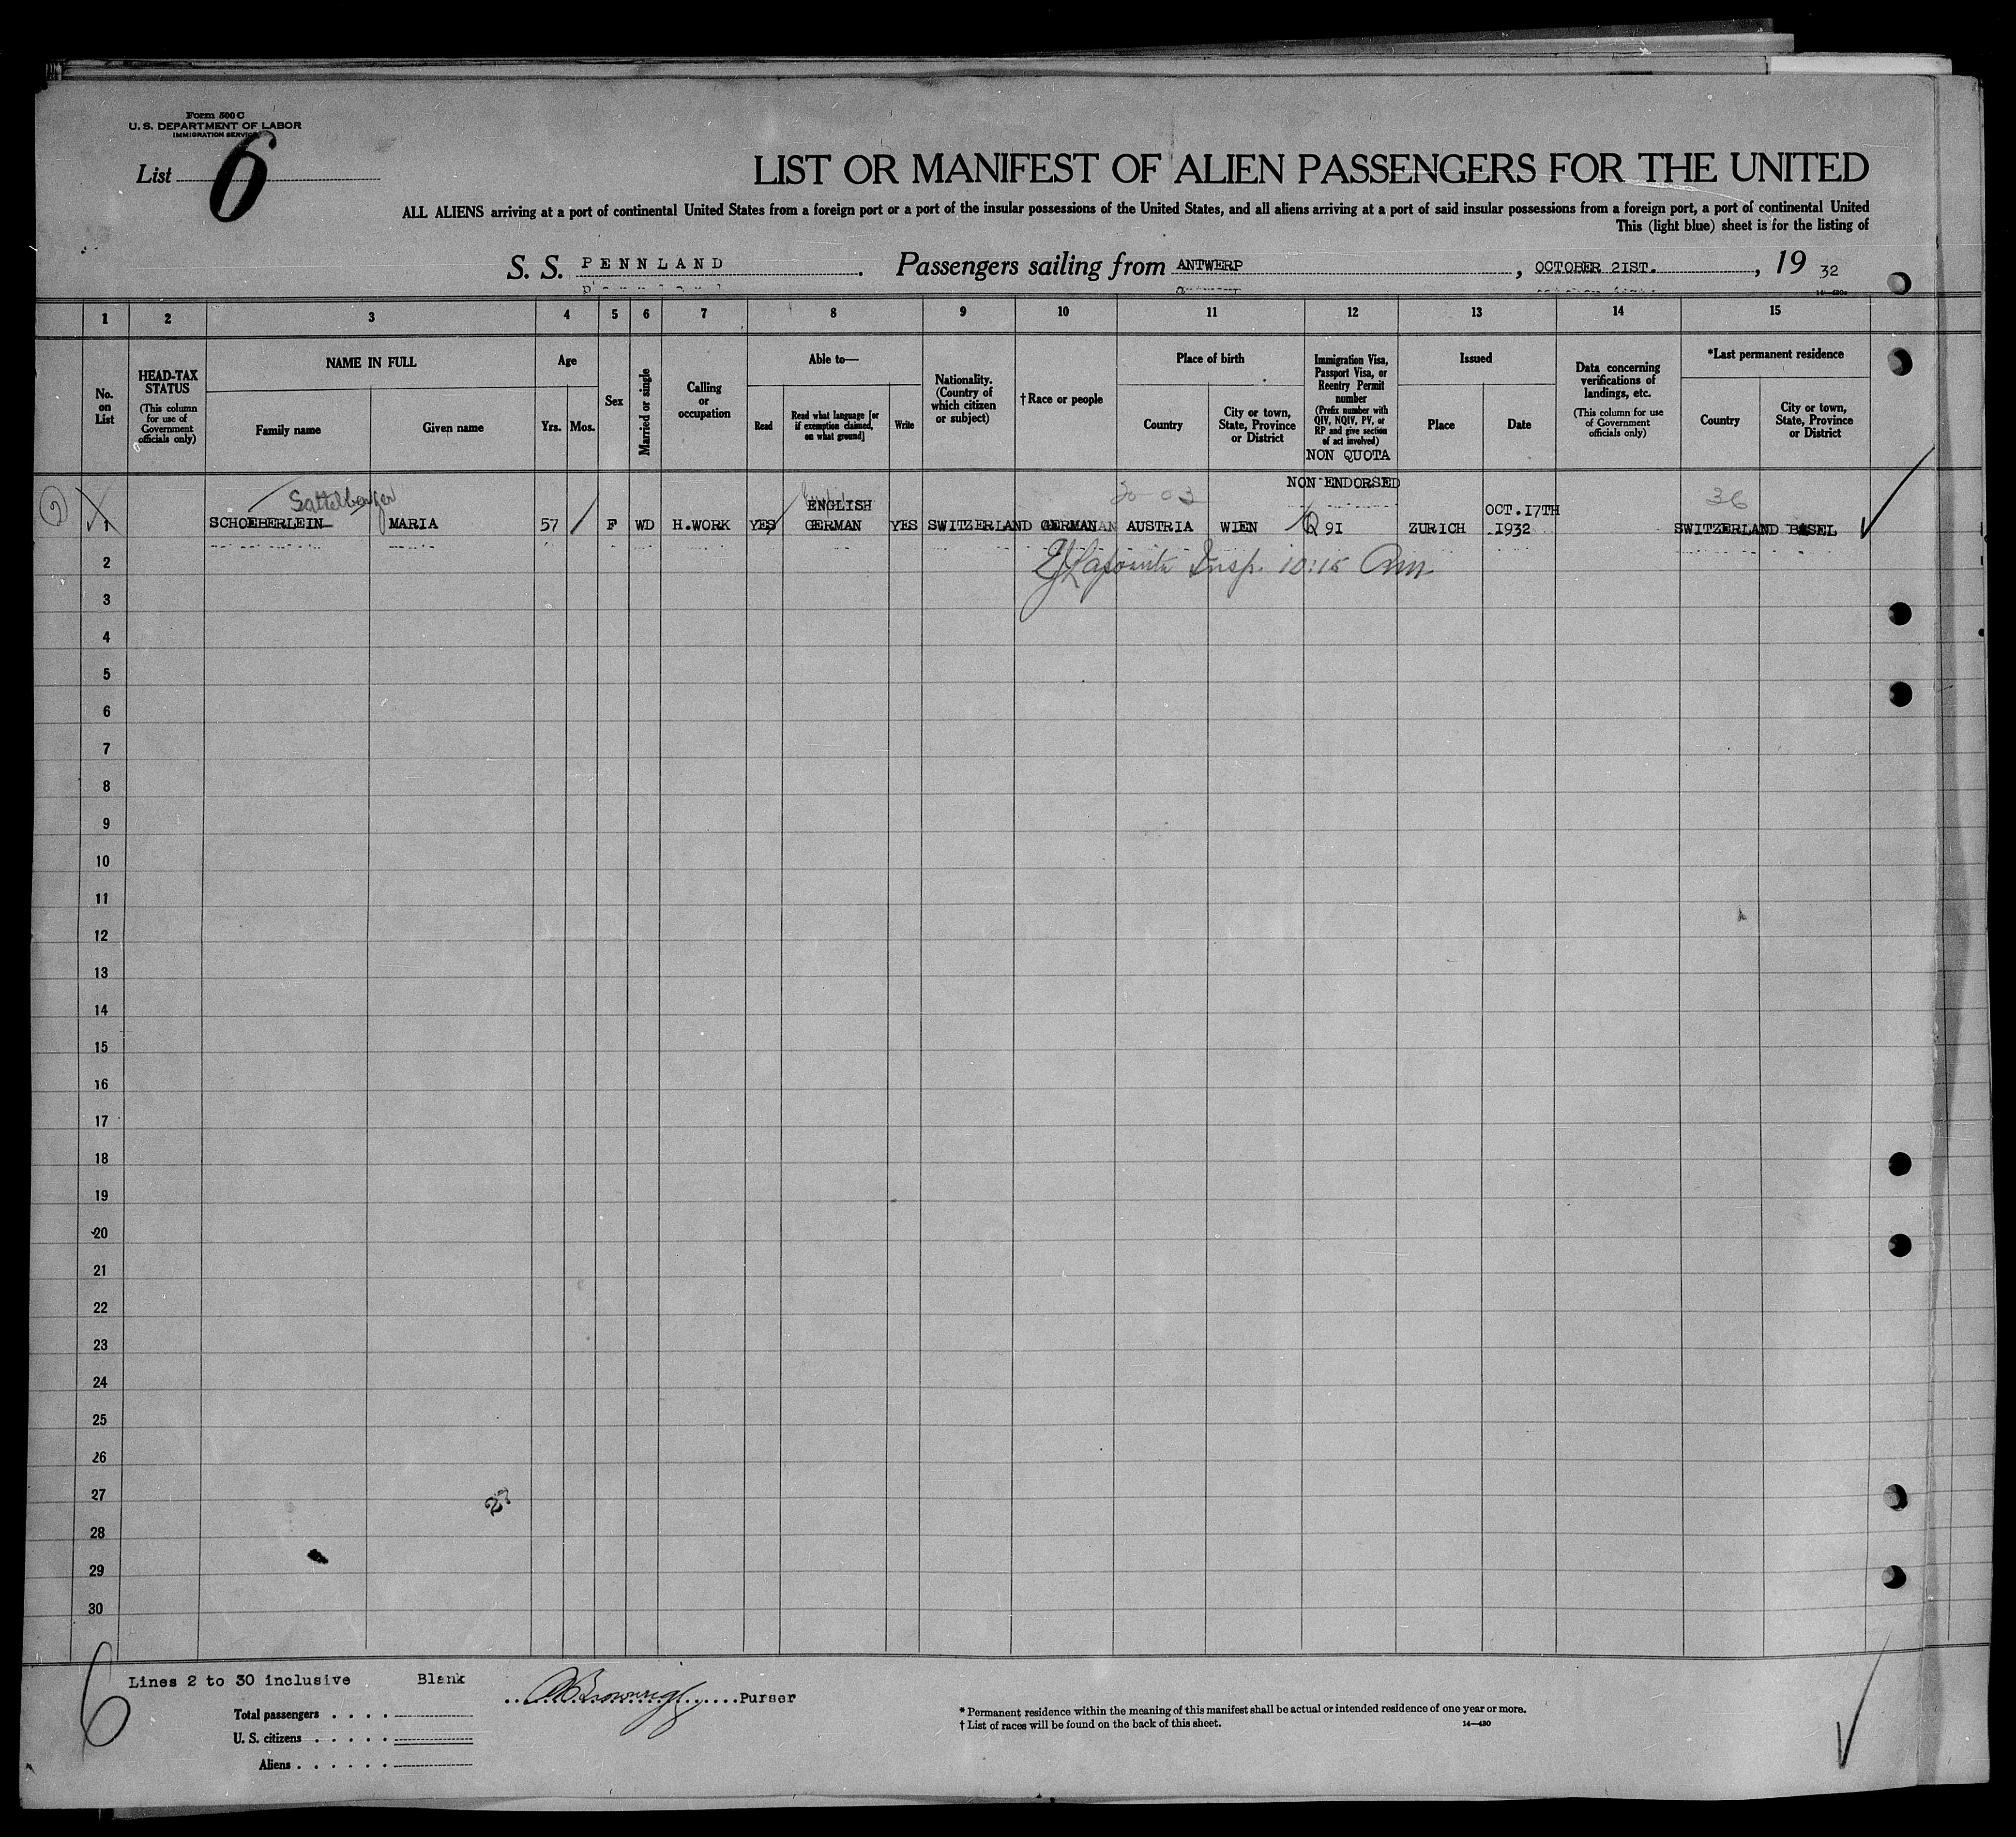 Form 500 C
U. S. DEPARTMENT OF LABOR
IMMIGRATION SERVICE
List 6
LIST OR MANIFEST OF ALIEN PASSENGERS FOR THE UNITED
ALL ALIENS arriving at a port of continental United States from a foreign port or a port of the insular possessions of the United States, and all aliens arriving at a port of said insular possessions from a foreign port, a port of continental United
This (light blue) sheet is for the listing of
S. S. PENNLAND. Passengers sailing from ANTWERP, OCTOBER 21ST., 19 32
1 2 3 4 5 6 7 8 9 10 11 12 13 14 15
No. on List
HEAD-TAX STATUS
(This column for use of Government officials only)
NAME IN FULL
Family name
Given name
Age
Yrs. Mos.
Sex
Married or single
Calling or occupation
Able to—
Read
Read what language [or if exemption claimed, on what ground]
Write
Nationality. (Country of which citizen or subject)
†Race or people
Place of birth
Country
City or town, State, Province or District
Immigration Visa, Passport Visa, or Reentry Permit number
(Prefix number with QIV, NQIV, PV, or RP and give section of act involved)
NON QUOTA
Issued
Place
Date
Data concerning verifications of landings, etc.
(This column for use of Government officials only)
*Last permanent residence
Country
City or town, State, Province or District
NON ENDORSED
Sattelberger 36
ENGLISH OCT.17TH
1 SCHOEBERLEIN MARIA 57 F WD H.WORK YES GERMAN YES SWITZERLAND GERMAN AUSTRIA WIEN Q 91 ZURICH 1932 SWITZERLAND BASEL
2 Insp. 10:15 Am
3
4
5
6
7
8
9
10
11
12
13
14
15
16
17
18
19
20
21
22
23
24
25
26
27
28
29
30
6
Lines 2 to 30 inclusive Blank
Purser
Total passengers
U. S. citizens
Aliens
* Permanent residence within the meaning of this manifest shall be actual or intended residence of one year or more.
† List of races will be found on the back of this sheet. 14—430